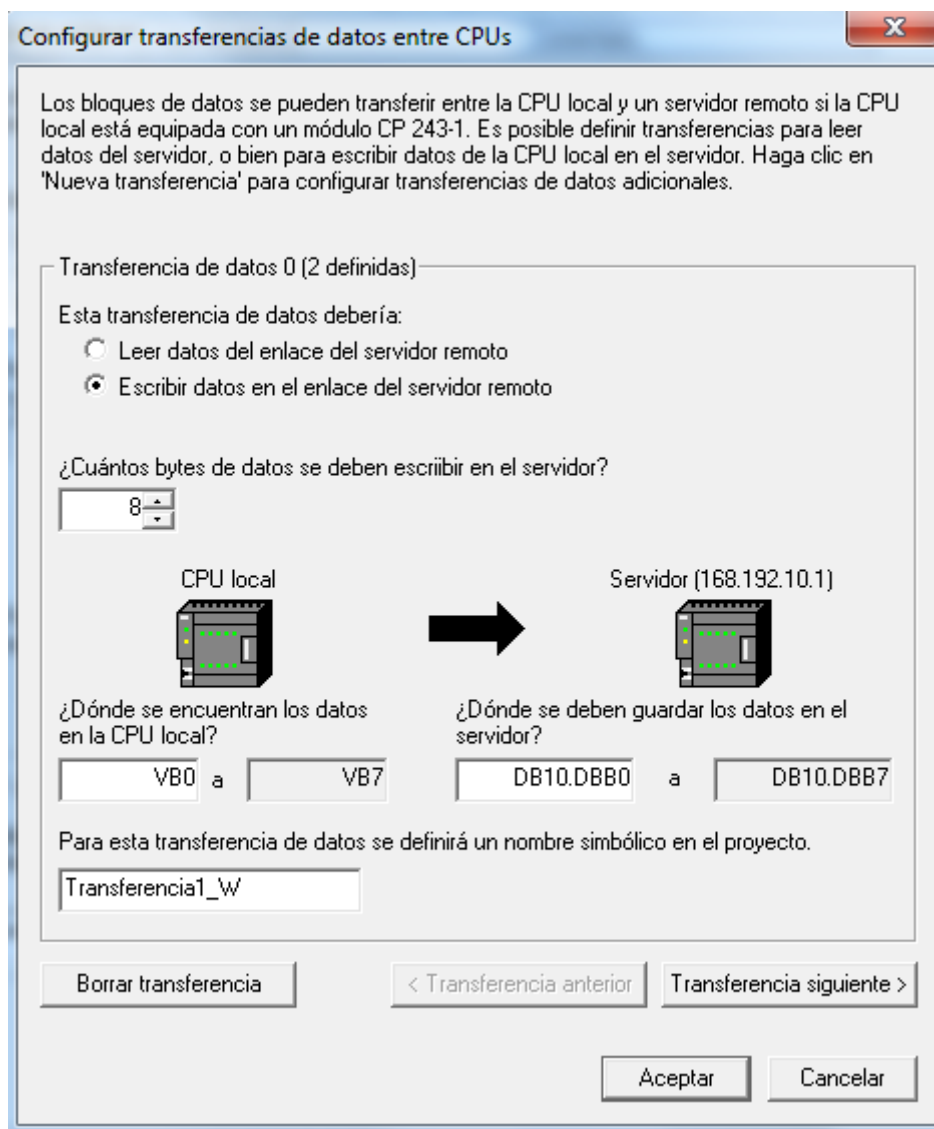 Configurar transferencias de datos entre CPUs
Los bloques de datos se pueden transferir entre la CPU local y un servidor remoto si la CPU
local está equipada con un módulo CP 243-1. Es posible definir transferencias para leer
datos del servidor, o bien para escribir datos de la CPU local en el servidor. Haga clic en
'Nueva transferencia' para configurar transferencias de datos adicionales.
Transferencia de datos 0 (2 definidas)
Esta transferencia de datos debería:
Leer datos del enlace del servidor remoto
Escribir datos en el enlace del servidor remoto
¿Cuántos bytes de datos se deben escriibir en el servidor?
8
CPU local
Servidor (168.192.10.1)
¿Dónde se encuentran los datos
en la CPU local?
¿Dónde se deben guardar los datos en el
servidor?
VB0 a VB7
DB10.DBB0 a DB10.DBB7
Para esta transferencia de datos se definirá un nombre simbólico en el proyecto.
Transferencia1_W
Borrar transferencia
< Transferencia anterior
Transferencia siguiente >
Aceptar
Cancelar